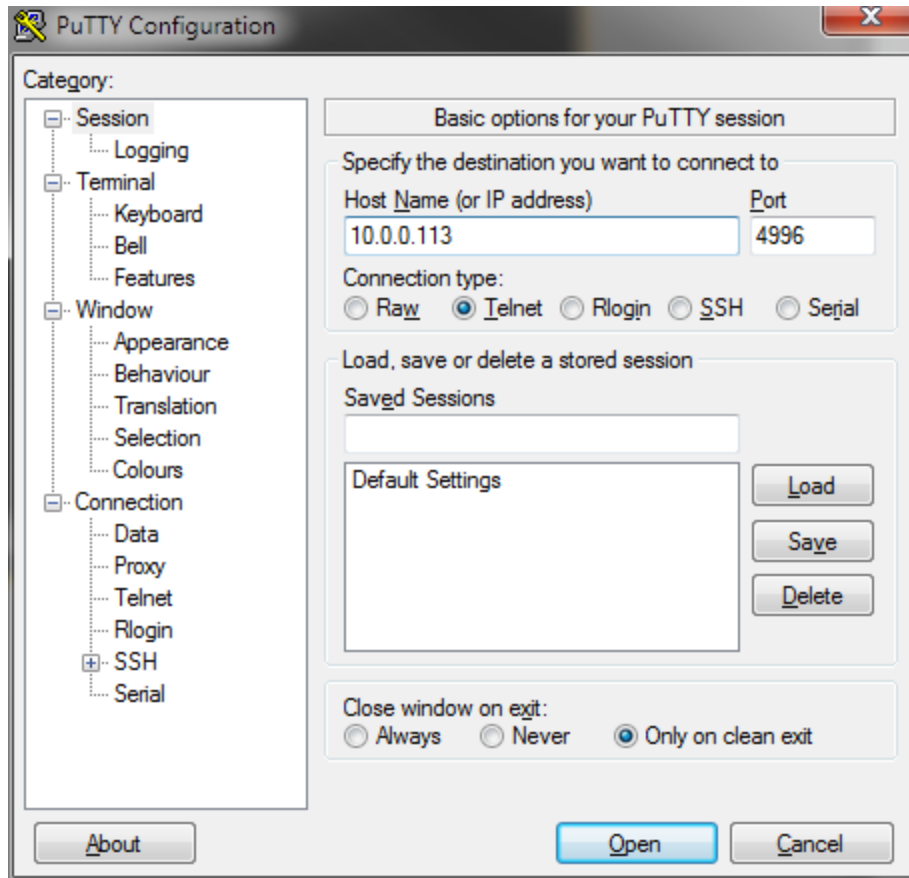 PuTTY Configuration
Category:
Session
Logging
Terminal
Keyboard
Bell
Features
Window
Appearance
Behaviour
Translation
Selection
Colours
Connection
Data
Proxy
Telnet
Rlogin
SSH
Serial
Basic options for your PuTTY session
Specify the destination you want to connect to
Host Name (or IP address) Port
10.0.0.113 4996
Connection type:
Raw Telnet Rlogin SSH Serial
Load, save or delete a stored session
Saved Sessions
Default Settings
Load
Save
Delete
Close window on exit:
Always Never Only on clean exit
About Open Cancel